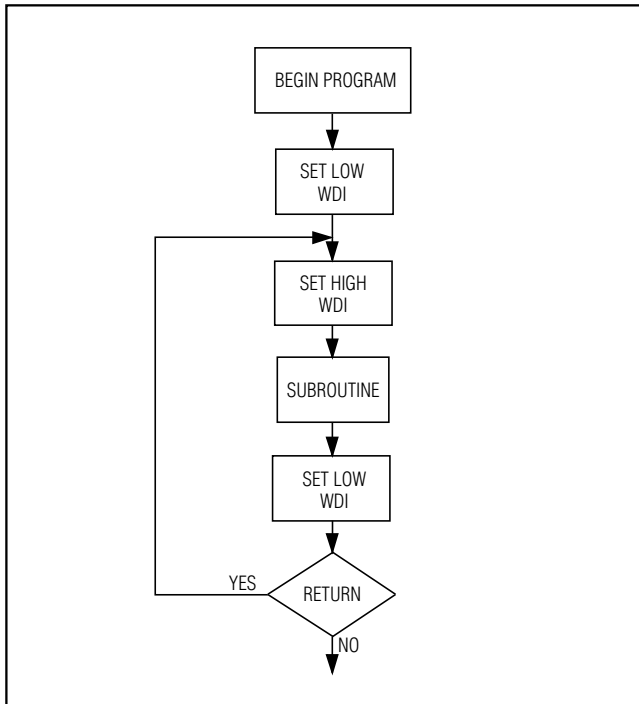 BEGIN PROGRAM
SET LOW
WDI
SET HIGH
WDI
SUBROUTINE
SET LOW
WDI
YES
RETURN
NO